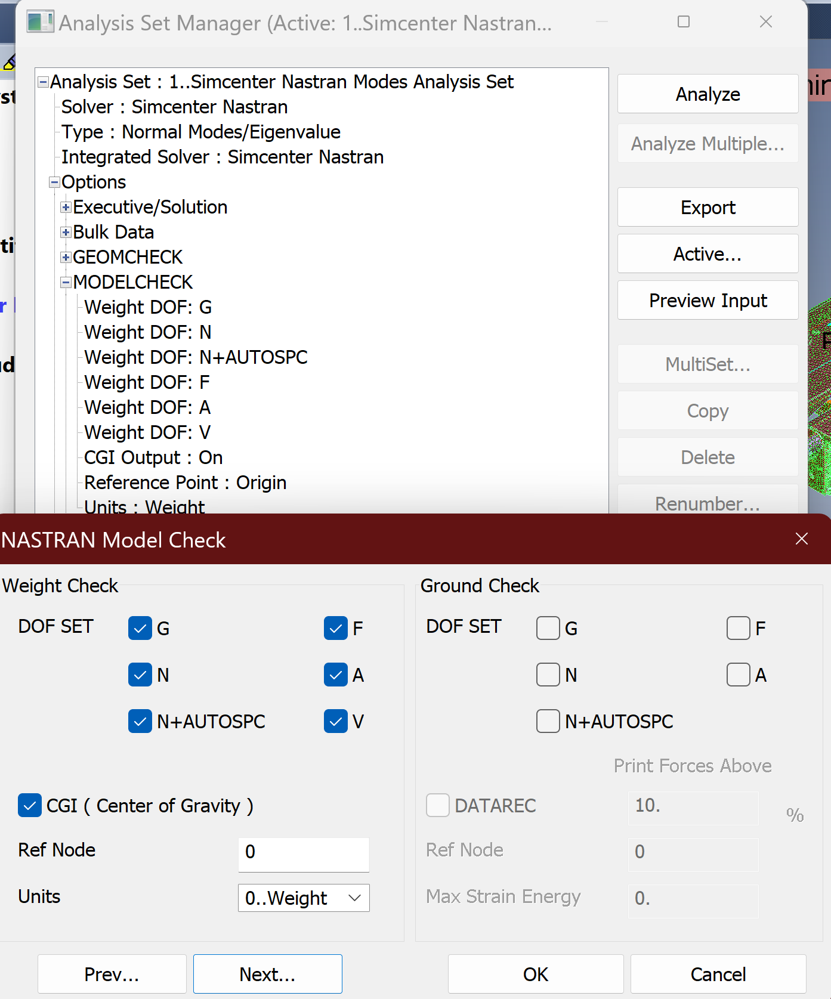 Analysis Set Manager (Active: 1..Simcenter Nastran...
Analysis Set : 1..Simcenter Nastran Modes Analysis Set
Solver : Simcenter Nastran
Type : Normal Modes/Eigenvalue
Integrated Solver : Simcenter Nastran
Options
Executive/Solution
Bulk Data
GEOMCHECK
MODELCHECK
Weight DOF: G
Weight DOF: N
Weight DOF: N+AUTOSPC
Weight DOF: F
Weight DOF: A
Weight DOF: V
CGI Output : On
Reference Point : Origin
Units : Weight
Analyze
Analyze Multiple...
Export
Active...
Preview Input
MultiSet...
Copy
Delete
Renumber...
NASTRAN Model Check
Weight Check
DOF SET G F
N A
N+AUTOSPC V
CGI ( Center of Gravity )
Ref Node 0
Units 0..Weight
Ground Check
DOF SET G F
N A
N+AUTOSPC
Print Forces Above
DATAREC 10. %
Ref Node 0
Max Strain Energy 0.
Prev... Next... OK Cancel